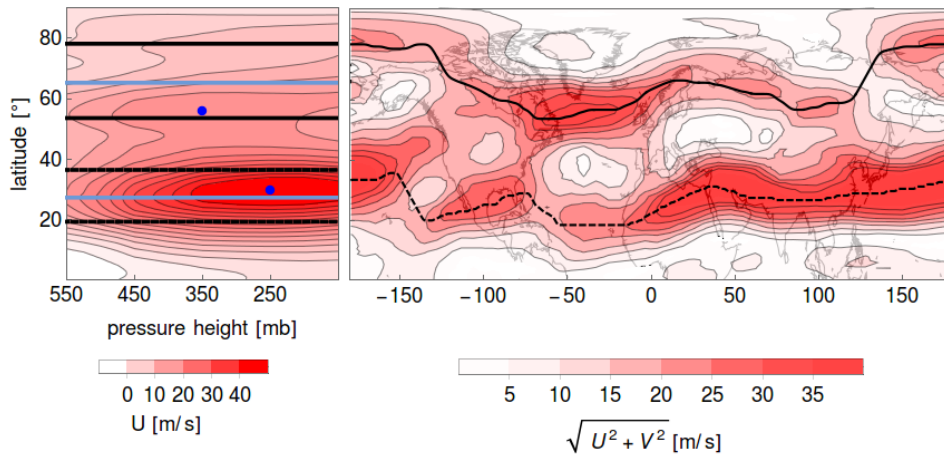 latitude [°]
80
60
40
20
550 450 350 250
−150 −100 −50 0 50 100 150
pressure height [mb]
0 10 20 30 40
U [m/s]
5 10 15 20 25 30 35
√U² + V² [m/s]